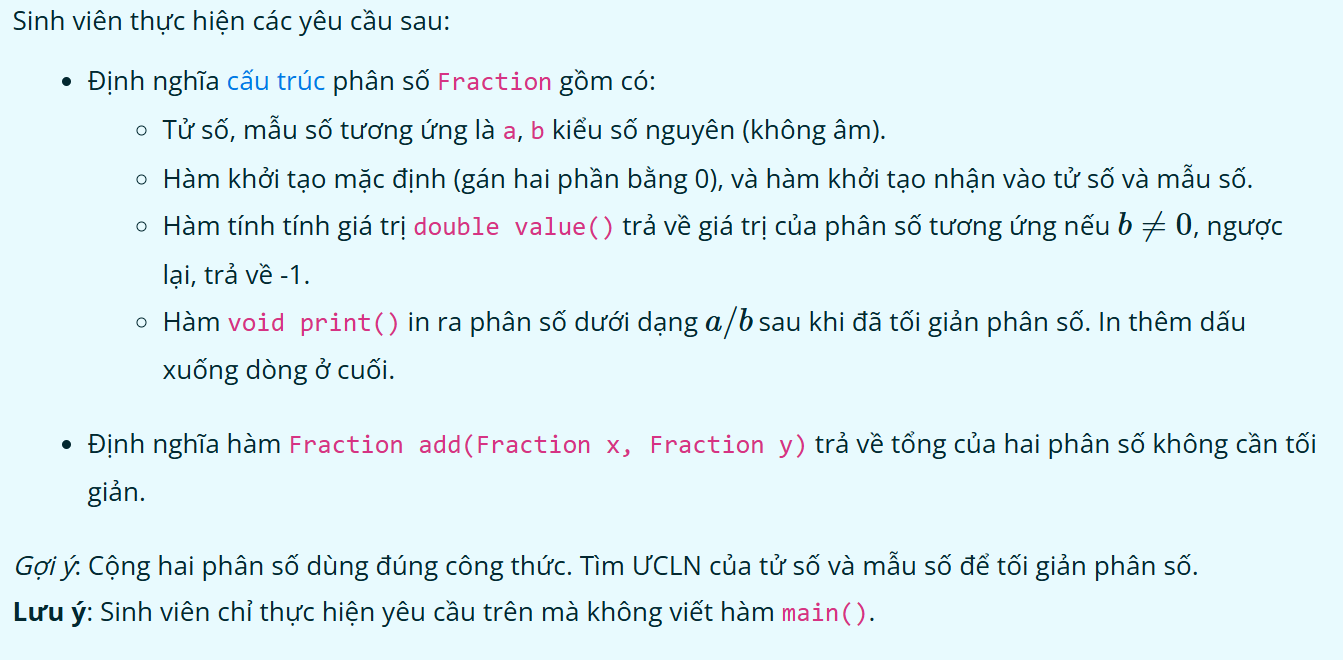 Sinh viên thực hiện các yêu cầu sau:
• Định nghĩa cấu trúc phân số Fraction gồm có:
◦ Tử số, mẫu số tương ứng là a, b kiểu số nguyên (không âm).
◦ Hàm khởi tạo mặc định (gán hai phần bằng 0), và hàm khởi tạo nhận vào tử số và mẫu số.
◦ Hàm tính tính giá trị double value() trả về giá trị của phân số tương ứng nếu b ≠ 0, ngược
lại, trả về -1.
◦ Hàm void print() in ra phân số dưới dạng a/b sau khi đã tối giản phân số. In thêm dấu
xuống dòng ở cuối.
• Định nghĩa hàm Fraction add(Fraction x, Fraction y) trả về tổng của hai phân số không cần tối
giản.
Gợi ý: Cộng hai phân số dùng đúng công thức. Tìm ƯCLN của tử số và mẫu số để tối giản phân số.
Lưu ý: Sinh viên chỉ thực hiện yêu cầu trên mà không viết hàm main().